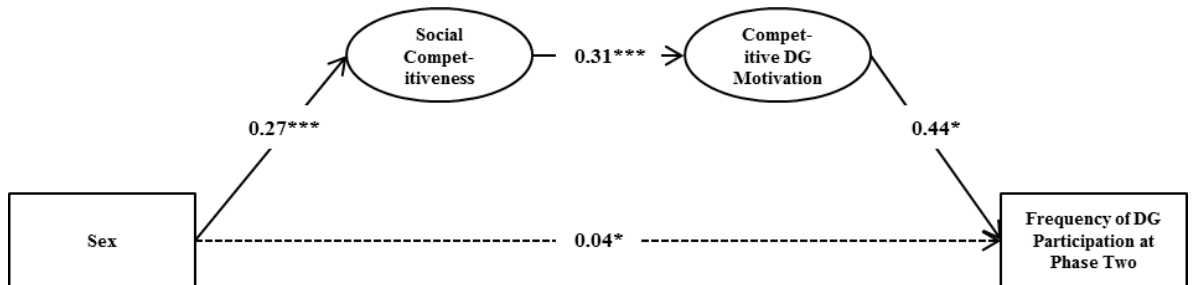 Social
Compet-
itiveness
0.31***
Compet-
itive DG
Motivation
0.27***
0.44*
Sex
0.04*
Frequency of DG
Participation at
Phase Two